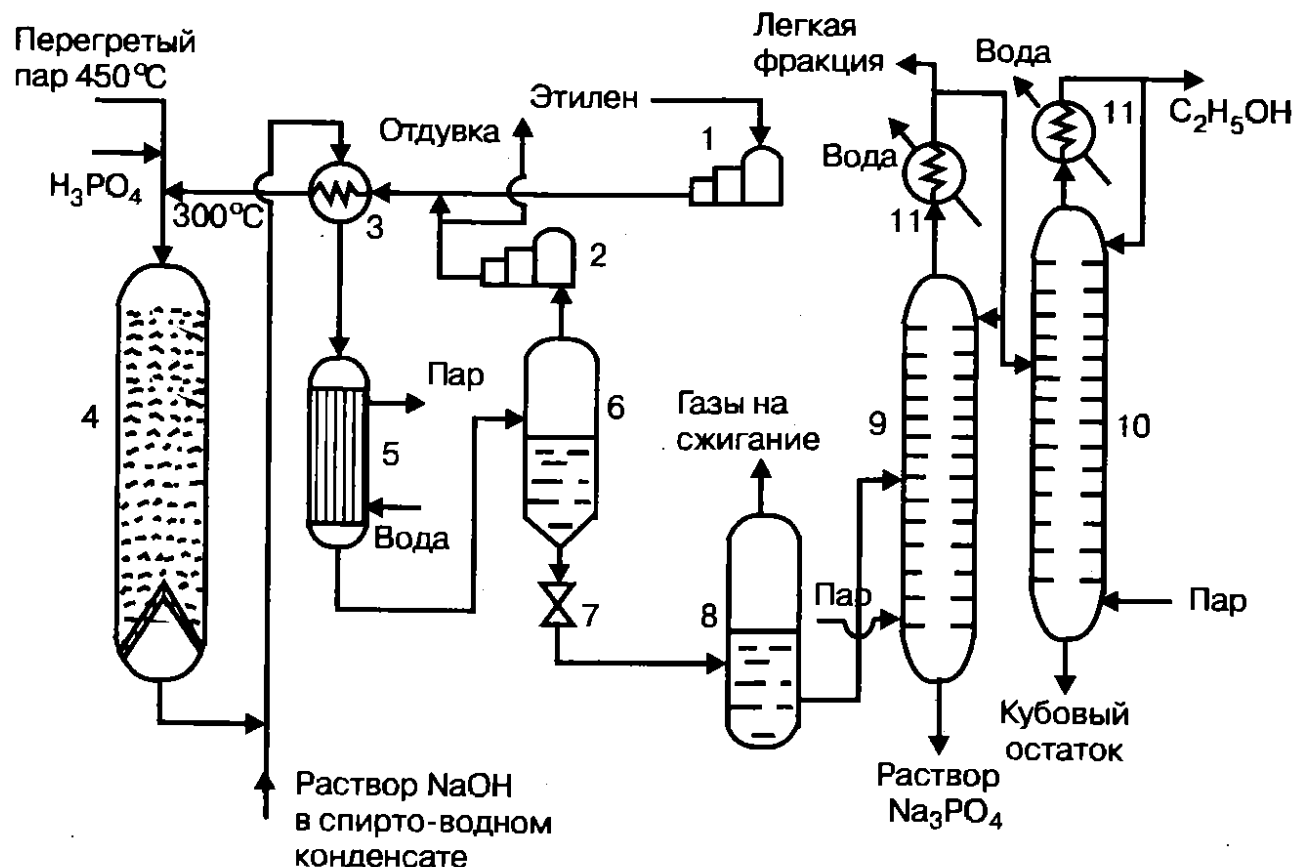 Перегретый
пар 450°С
Н₃РО₄
300°С
Отдувка
Этилен
1
2
3
4
Пар
5
Вода
6
7
Раствор NaOH
в спирто-водном
конденсате
Газы на
сжигание
8
Легкая
фракция
Вода
11
9
Пар
Раствор
Na₃PO₄
Вода
11
C₂H₅OH
10
Пар
Кубовый
остаток